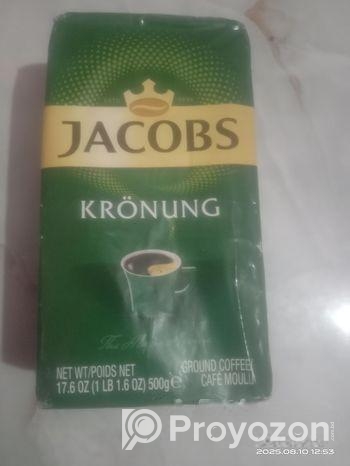 JACOBS
KRÖNUNG
NET WT/POIDS NET
17.6 OZ (1 LB 1.6 OZ) 500g℮
GROUND COFFEE
CAFÉ MOUL
Proyozon
2025.08.10 12:53